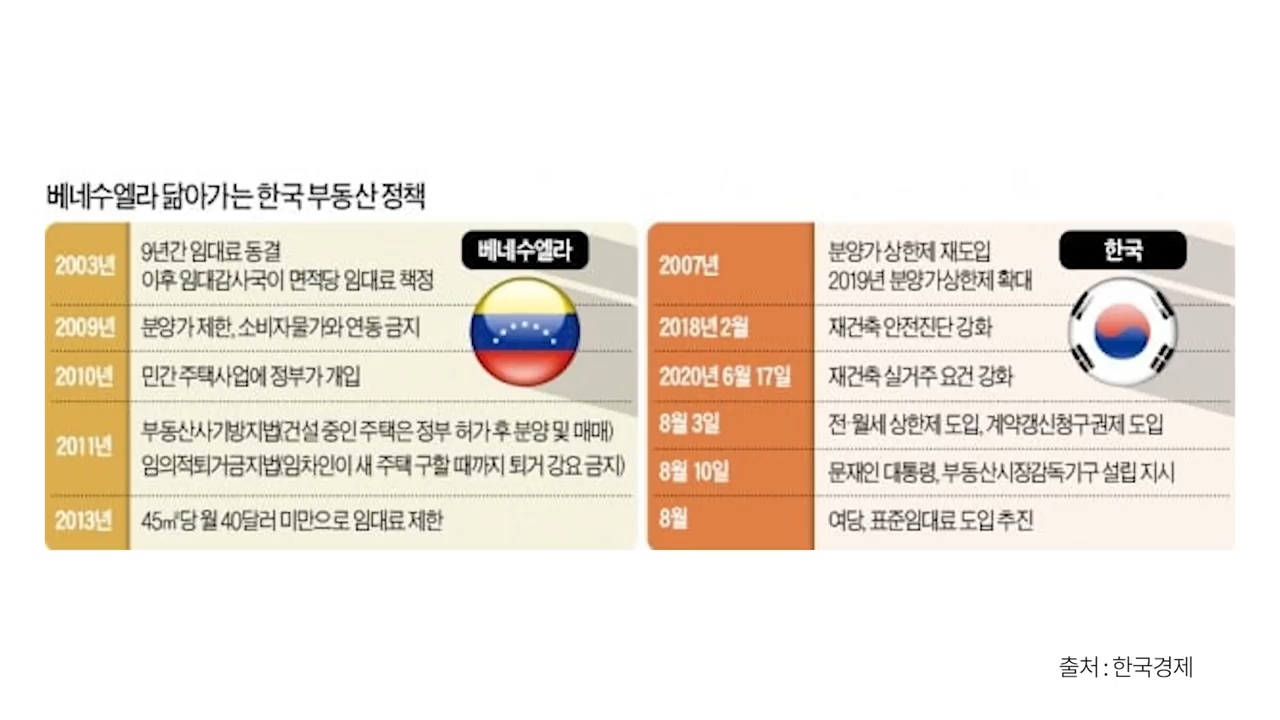 베네수엘라 닮아가는 한국 부동산 정책
베네수엘라
2003년
9년간 임대료 동결
이후 임대감사국이 면적당 임대료 책정
2009년
분양가 제한, 소비자물가와 연동 금지
2010년
민간 주택사업에 정부가 개입
2011년
부동산사기방지법(건설 중인 주택은 정부 허가 후 분양 및 매매)
임의적퇴거금지법(임차인이 새 주택 구할 때까지 퇴거 강요 금지)
2013년
45㎡당 월 40달러 미만으로 임대료 제한
한국
2007년
분양가 상한제 재도입
2019년 분양가상한제 확대
2018년 2월
재건축 안전진단 강화
2020년 6월 17일
재건축 실거주 요건 강화
8월 3일
전·월세 상한제 도입, 계약갱신청구권제 도입
8월 10일
문재인 대통령, 부동산시장감독기구 설립 지시
8월
여당, 표준임대료 도입 추진
출처 : 한국경제